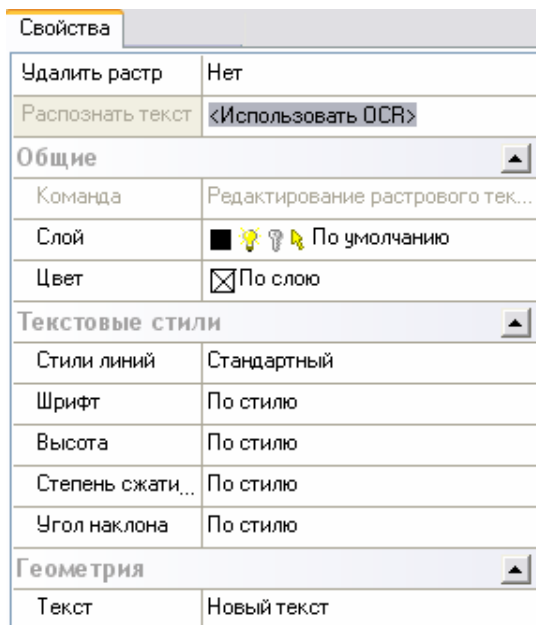 Свойства
Удалить растр Нет
Распознать текст <Использовать OCR>
Общие
Команда Редактирование растрового тек...
Слой По умолчанию
Цвет По слою
Текстовые стили
Стили линий Стандартный
Шрифт По стилю
Высота По стилю
Степень сжати... По стилю
Угол наклона По стилю
Геометрия
Текст Новый текст